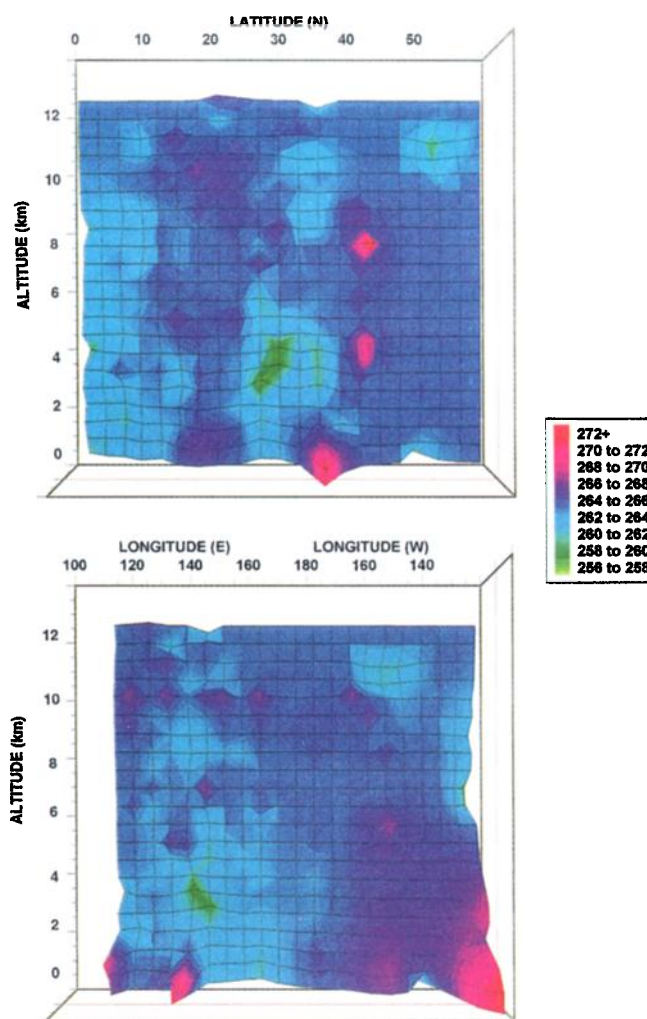 LATITUDE (N)
0 10 20 30 40 50
12
10
8
6
4
2
0
ALTITUDE (km)
272+
270 to 272
268 to 270
266 to 268
264 to 266
262 to 264
260 to 262
258 to 260
256 to 258
LONGITUDE (E) LONGITUDE (W)
100 120 140 160 160 140
12
10
8
6
4
2
0
ALTITUDE (km)